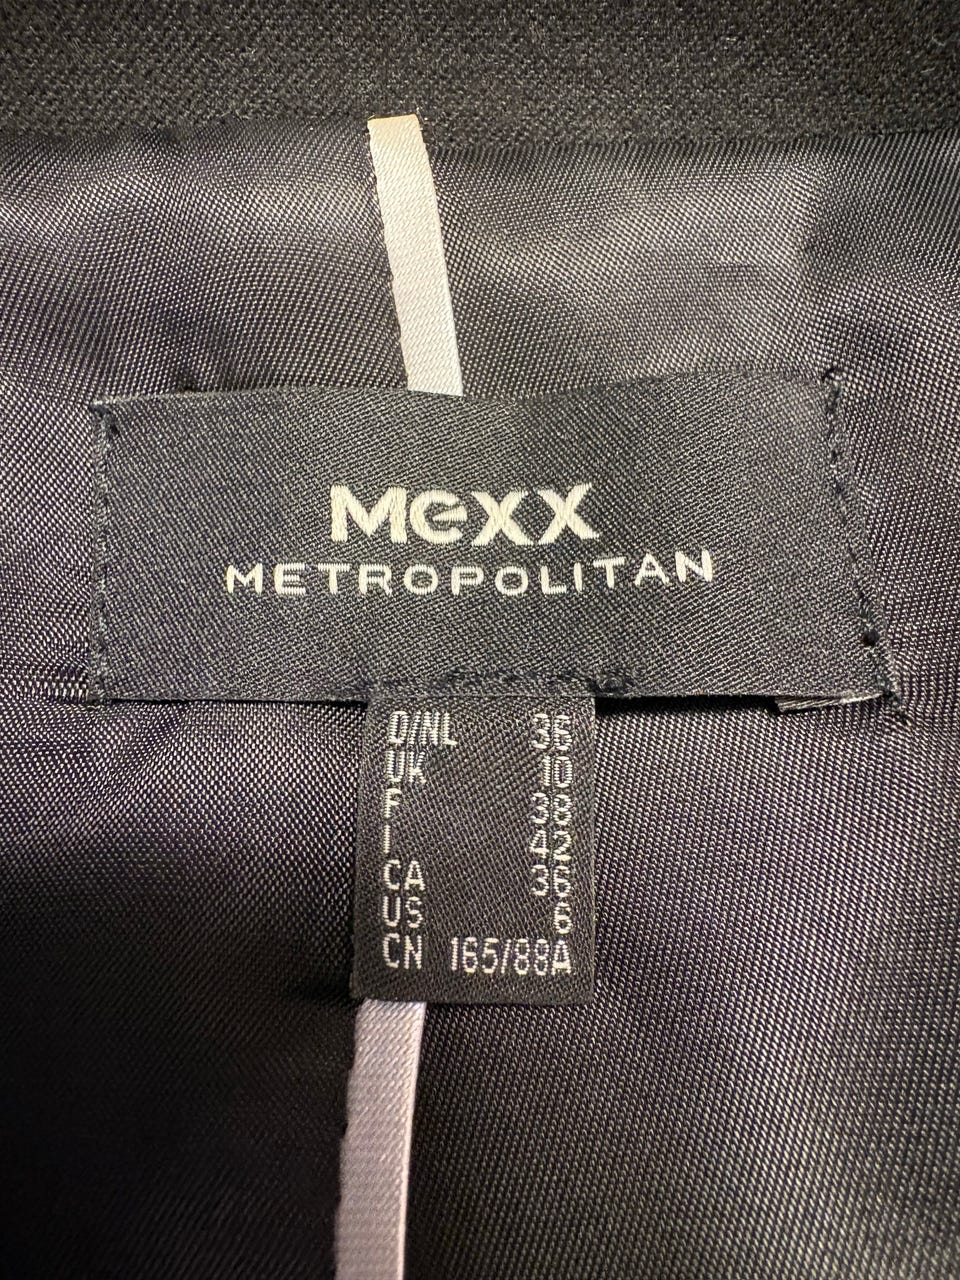 Mexx
METROPOLITAN
D/NL 36
UK 10
F 38
I 42
CA 36
US 6
CN 165/88A